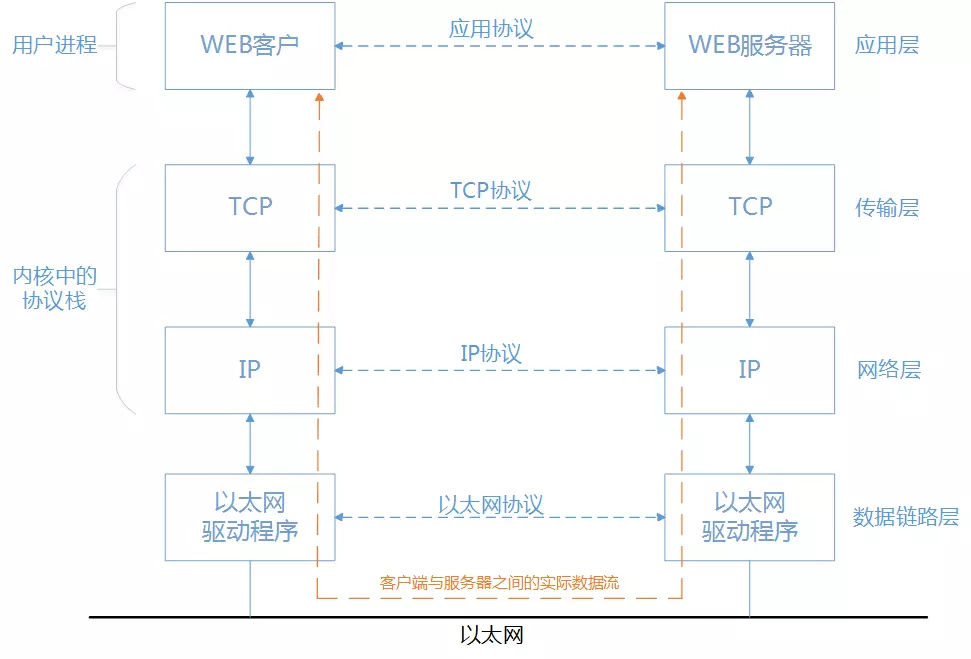 用户进程
WEB客户
应用协议
WEB服务器
应用层
TCP
TCP协议
TCP
传输层
内核中的
协议栈
IP
IP协议
IP
网络层
以太网
驱动程序
以太网协议
以太网
驱动程序
数据链路层
客户端与服务器之间的实际数据流
以太网